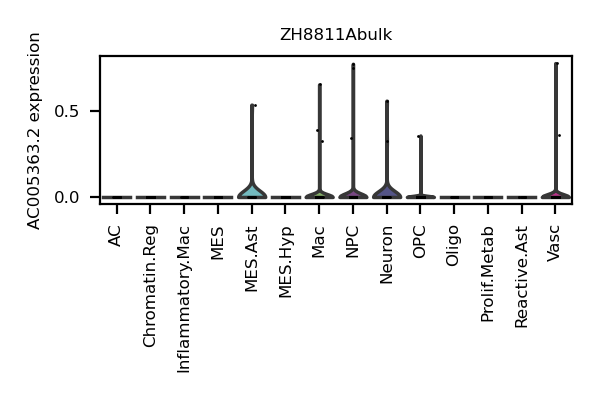 ZH8811Abulk
AC005363.2 expression
0.5
0.0
AC
Chromatin.Reg
Inflammatory.Mac
MES
MES.Ast
MES.Hyp
Mac
NPC
Neuron
OPC
Oligo
Prolif.Metab
Reactive.Ast
Vasc